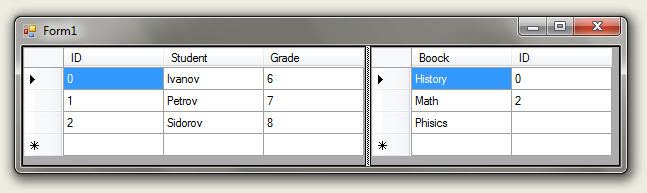 Form1
ID Student Grade Boock ID
0 Ivanov 6 History 0
1 Petrov 7 Math 2
2 Sidorov 8 Phisics